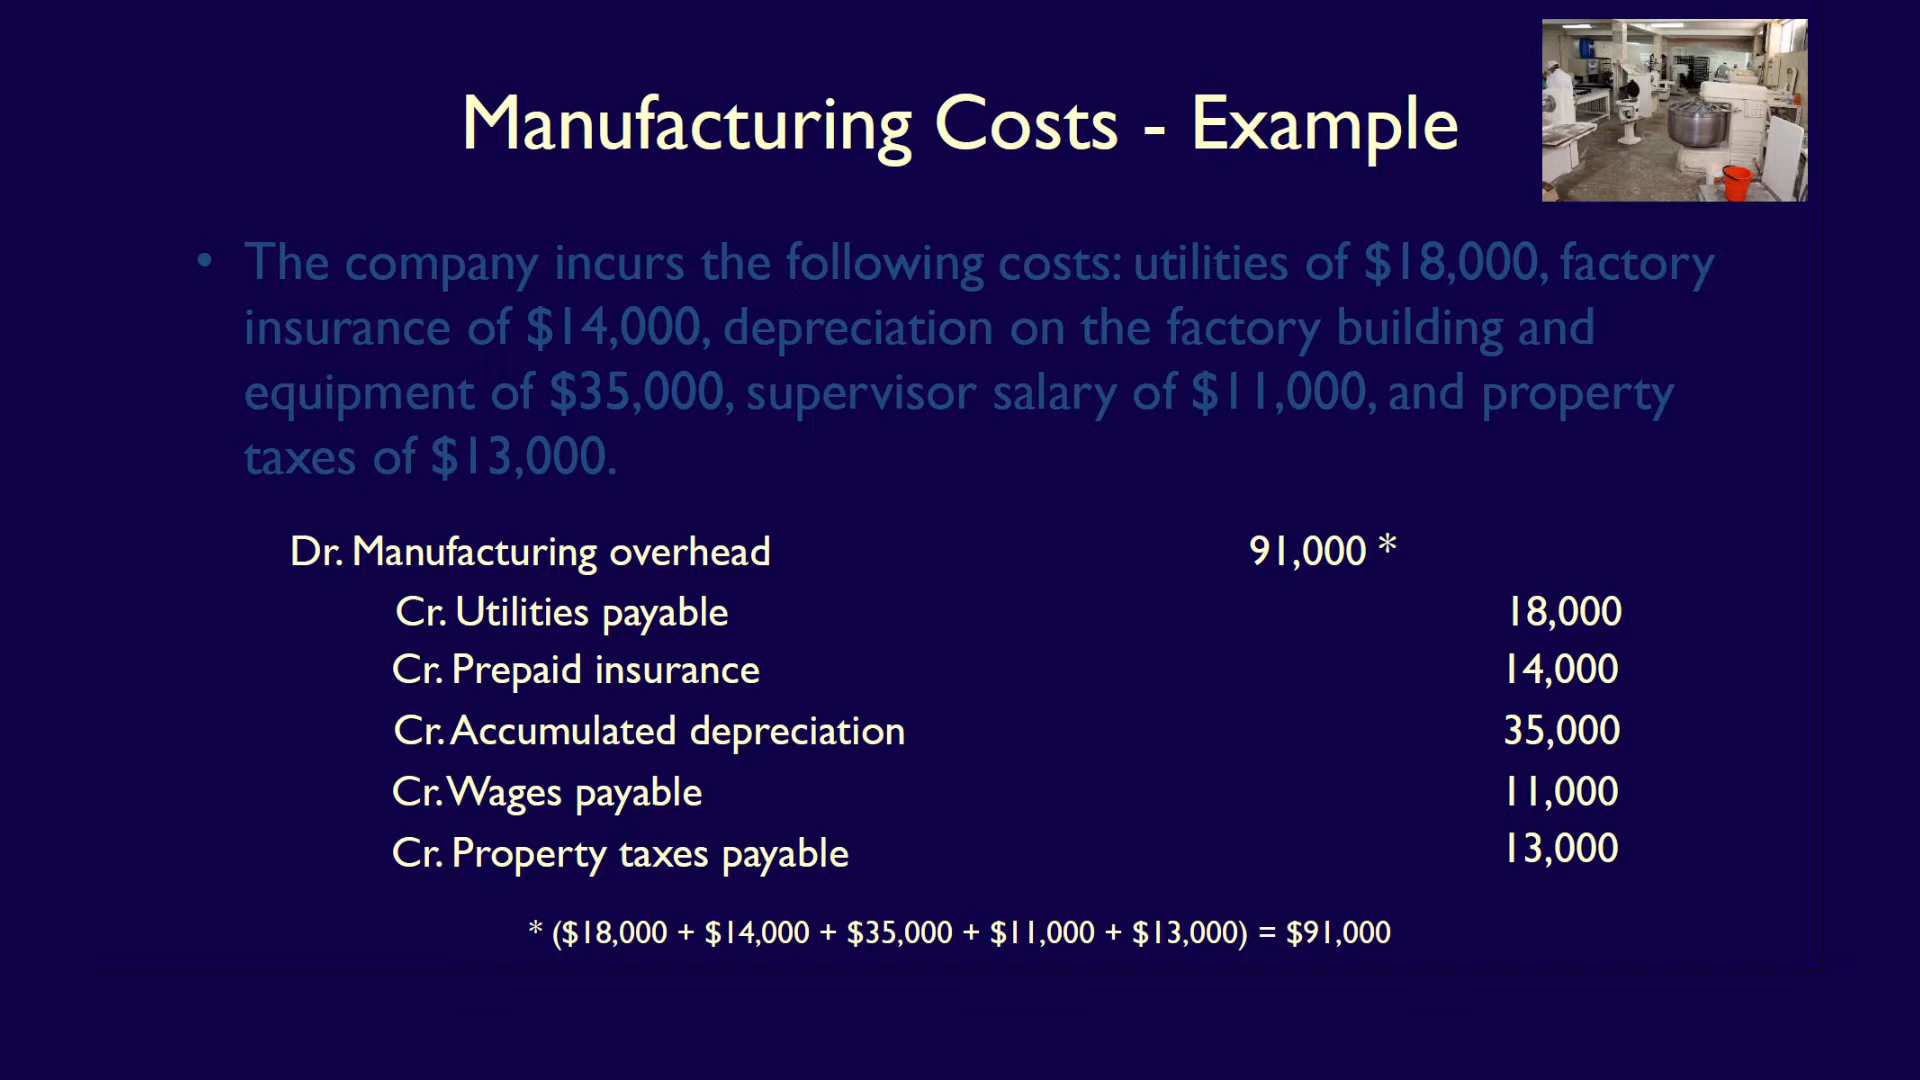 Manufacturing Costs - Example
• The company incurs the following costs: utilities of $18,000, factory
insurance of $14,000, depreciation on the factory building and
equipment of $35,000, supervisor salary of $11,000, and property
taxes of $13,000.
Dr. Manufacturing overhead 91,000 *
Cr. Utilities payable 18,000
Cr. Prepaid insurance 14,000
Cr. Accumulated depreciation 35,000
Cr. Wages payable 11,000
Cr. Property taxes payable 13,000
* ($18,000 + $14,000 + $35,000 + $11,000 + $13,000) = $91,000